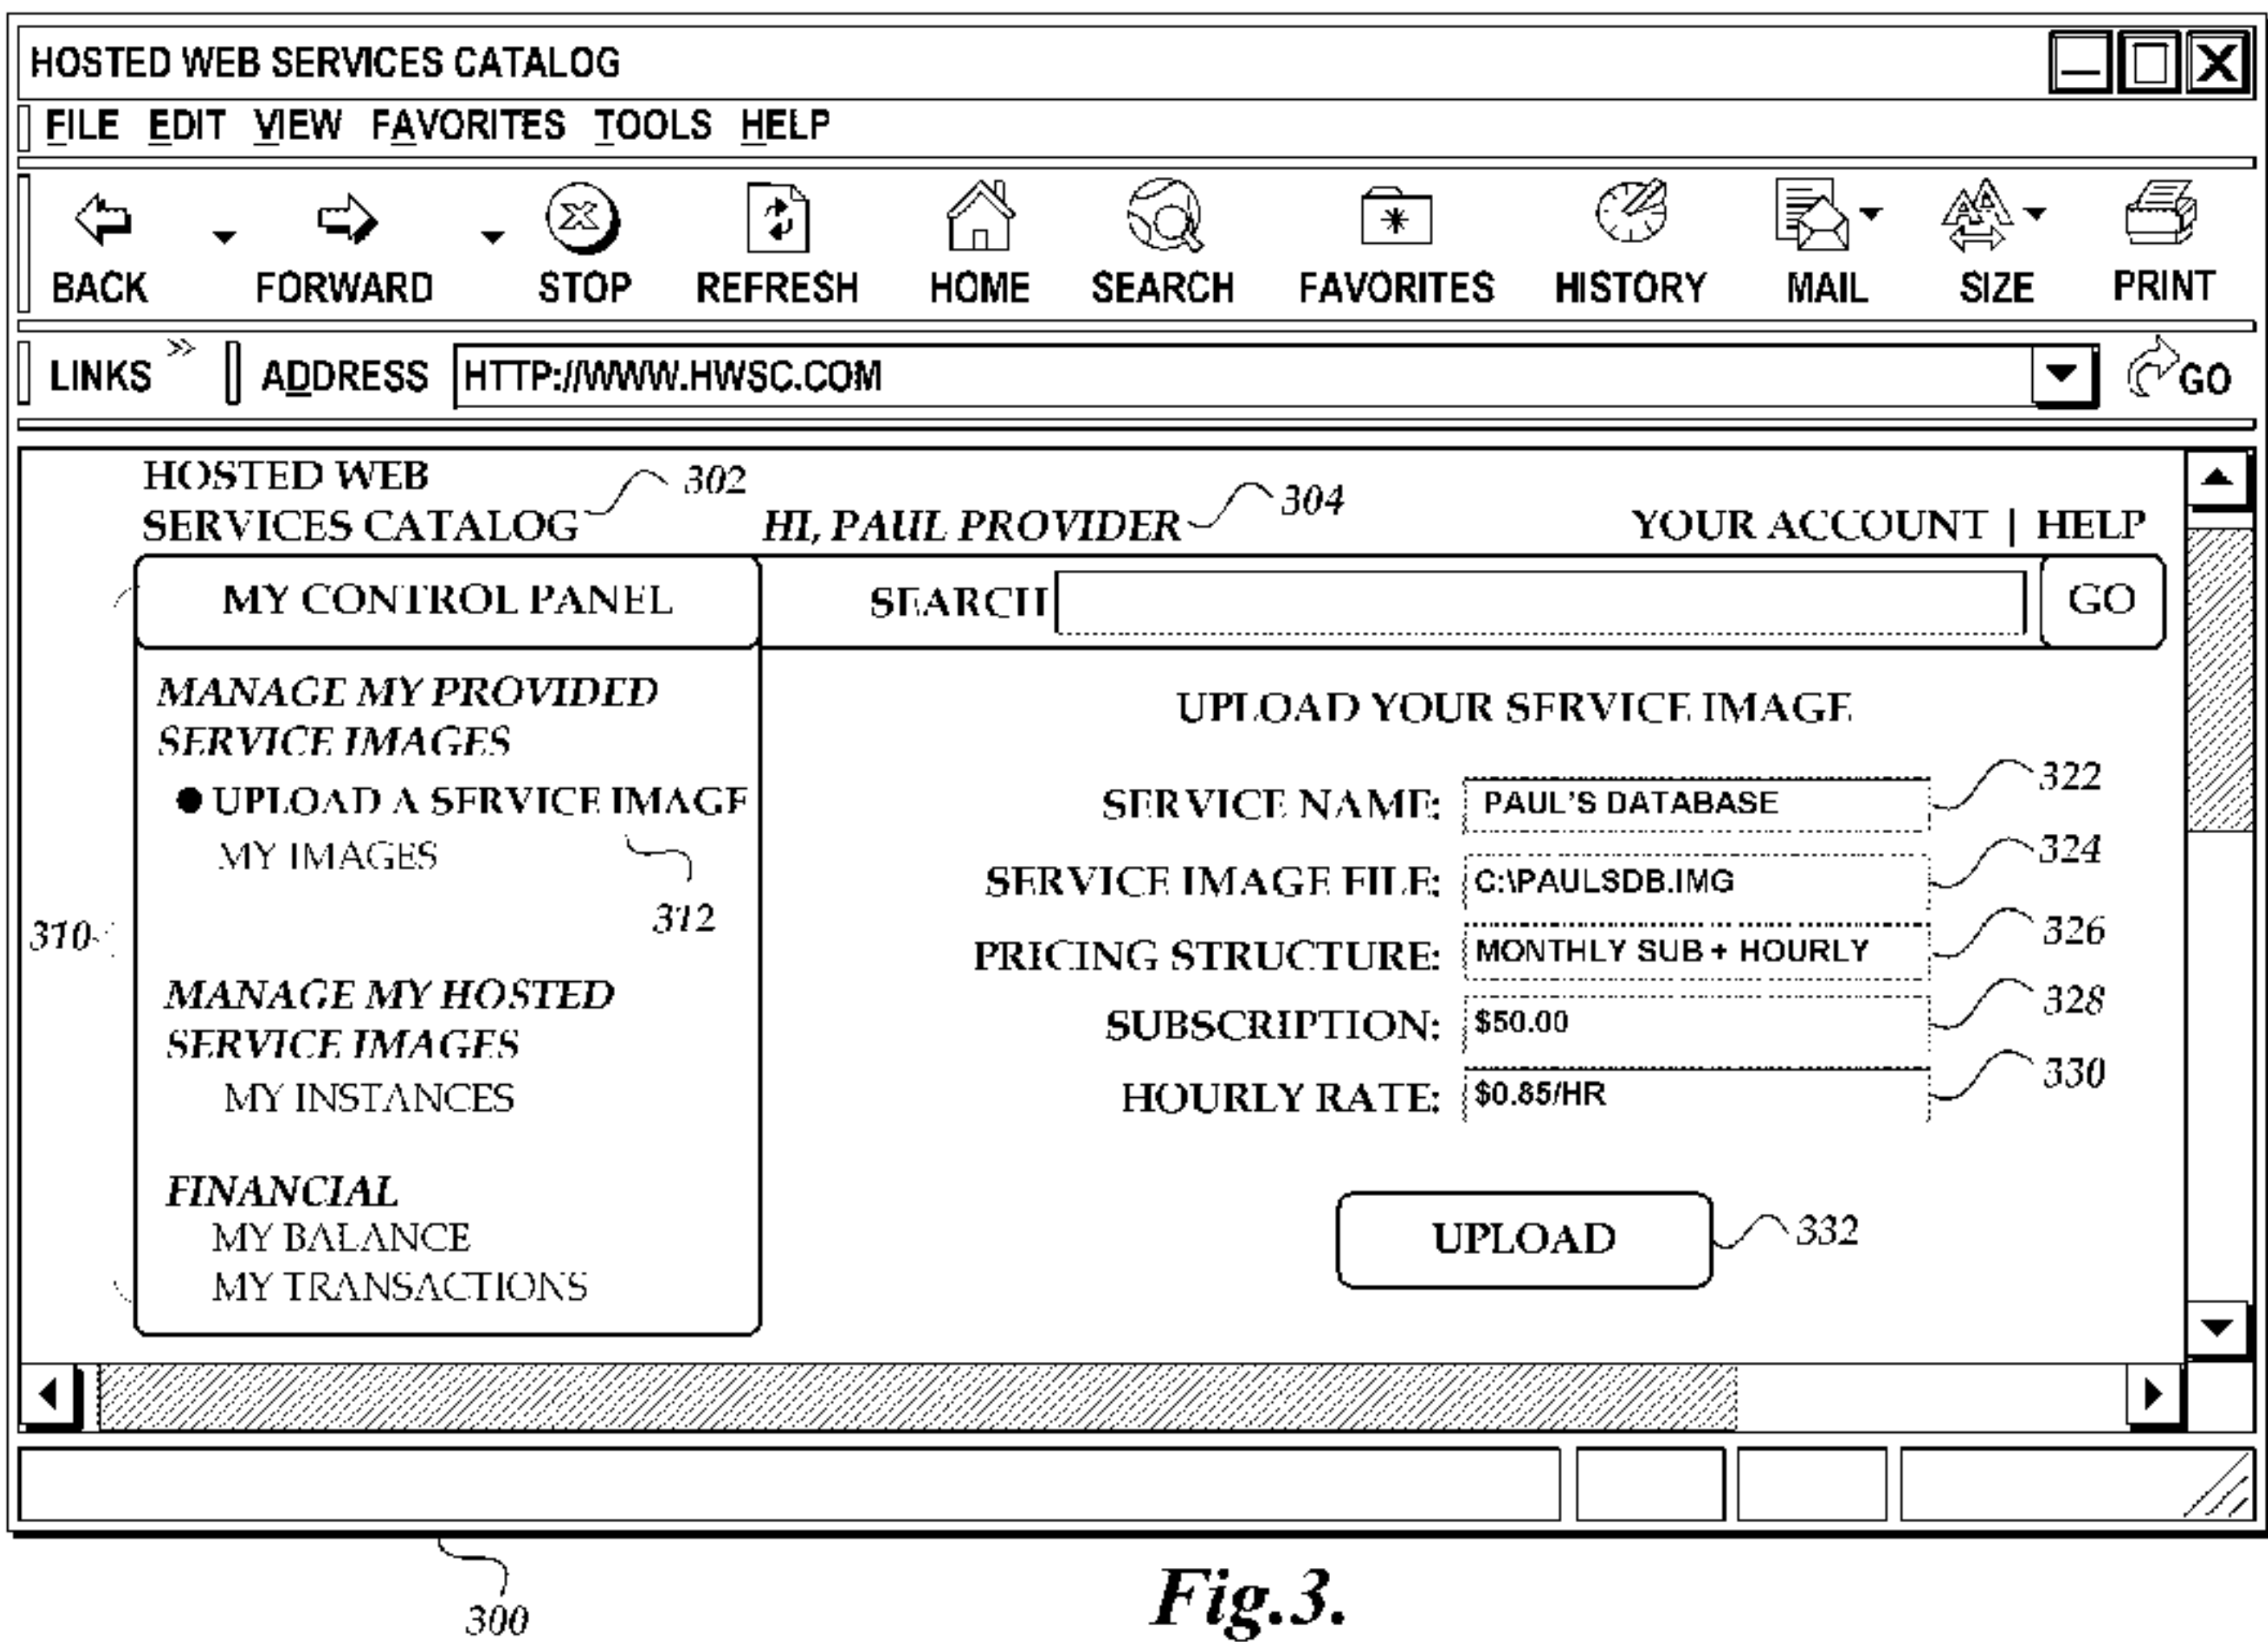 HOSTED WEB SERVICES CATALOG
FILE EDIT VIEW FAVORITES TOOLS HELP
BACK FORWARD STOP REFRESH HOME SEARCH FAVORITES HISTORY MAIL SIZE PRINT
LINKS » ADDRESS HTTP://WWW.HWSC.COM GO
HOSTED WEB
SERVICES CATALOG 302 HI, PAUL PROVIDER 304 YOUR ACCOUNT | HELP
MY CONTROL PANEL SEARCH GO
MANAGE MY PROVIDED
SERVICE IMAGES
● UPLOAD A SERVICE IMAGE
MY IMAGES
312
310
MANAGE MY HOSTED
SERVICE IMAGES
MY INSTANCES
FINANCIAL
MY BALANCE
MY TRANSACTIONS
UPLOAD YOUR SERVICE IMAGE
SERVICE NAME: PAUL'S DATABASE 322
SERVICE IMAGE FILE: C:\PAULSDB.IMG 324
PRICING STRUCTURE: MONTHLY SUB + HOURLY 326
SUBSCRIPTION: $50.00 328
HOURLY RATE: $0.85/HR 330
UPLOAD 332
300
Fig.3.